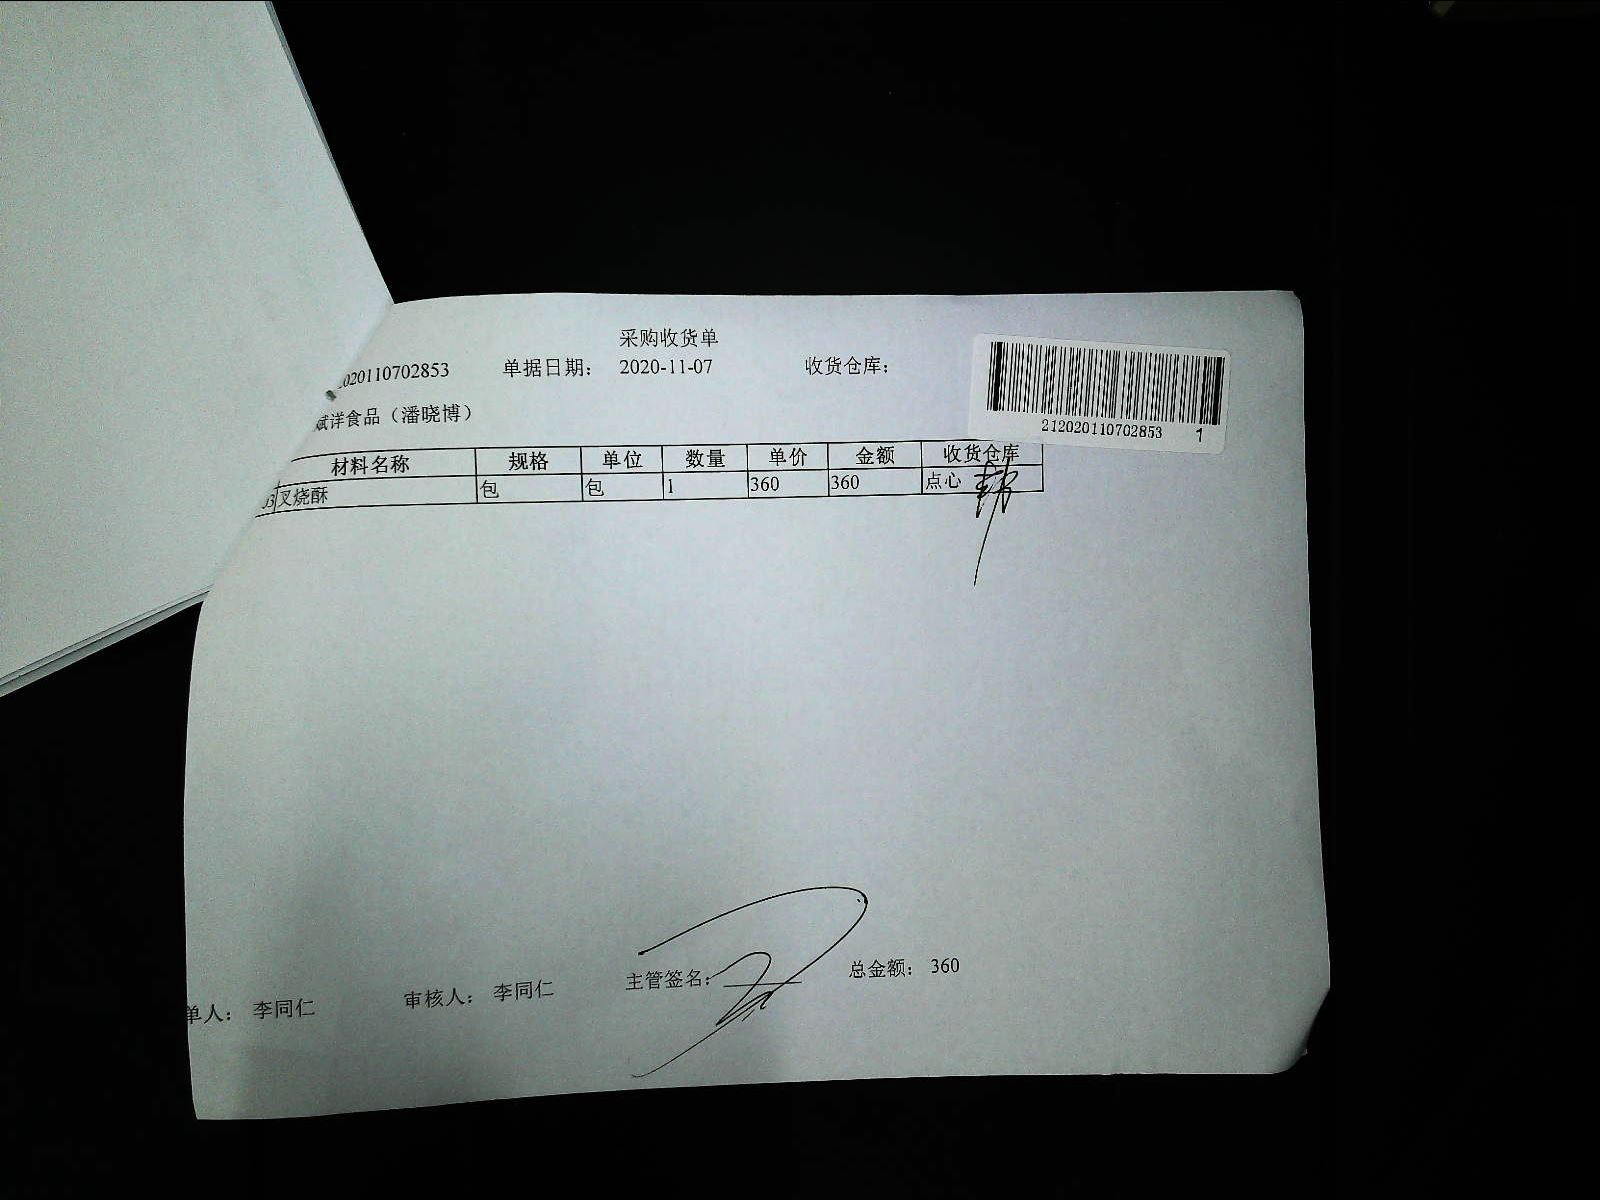 采购收货单
2020110702853 单据日期： 2020-11-07 收货仓库：
斌洋食品（潘晓博）
212020110702853 1
材料名称 规格 单位 数量 单价 金额 收货仓库
03 叉烧酥 包 包 1 360 360 点心
单人： 李同仁 审核人： 李同仁 主管签名： 总金额： 360